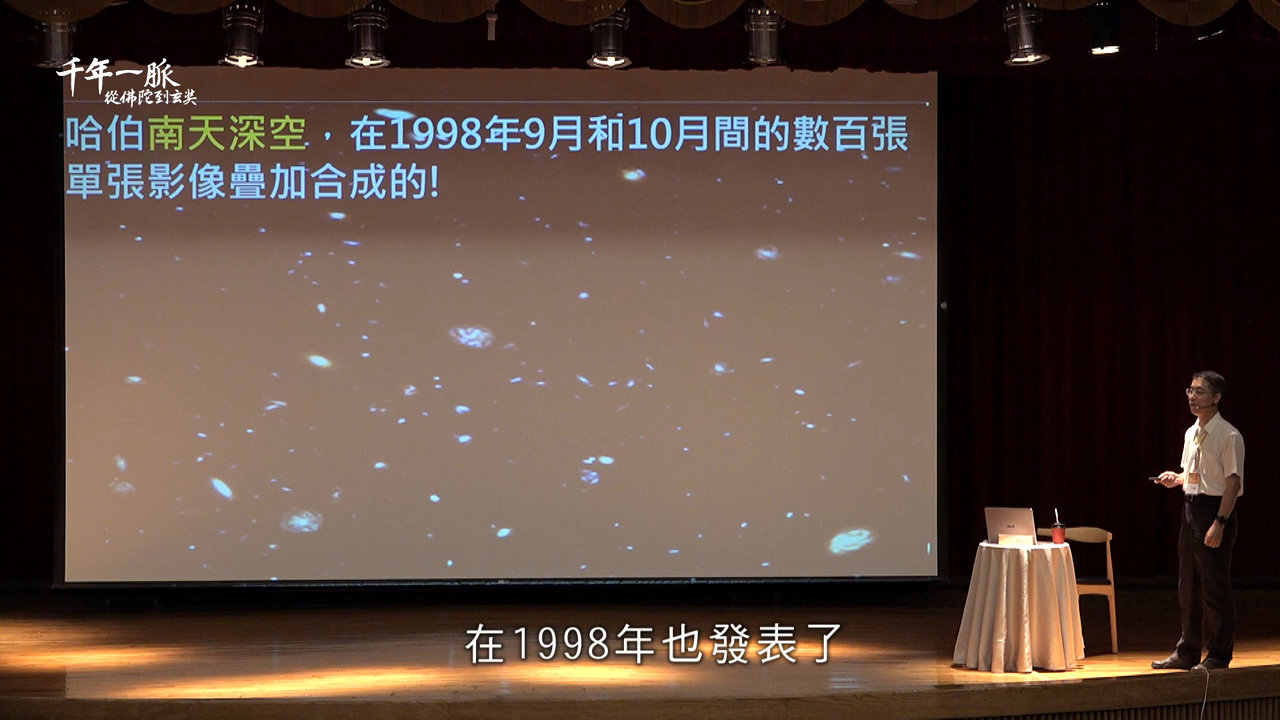 千年一脈
從佛陀到玄奘
哈伯南天深空，在1998年9月和10月間的數百張
單張影像疊加合成的!
在1998年也發表了